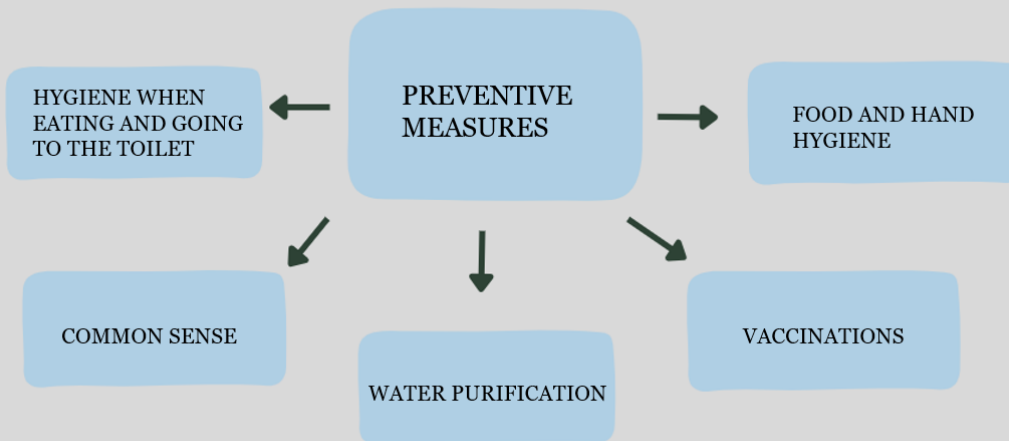 PREVENTIVE
MEASURES
HYGIENE WHEN
EATING AND GOING
TO THE TOILET
FOOD AND HAND
HYGIENE
COMMON SENSE
WATER PURIFICATION
VACCINATIONS